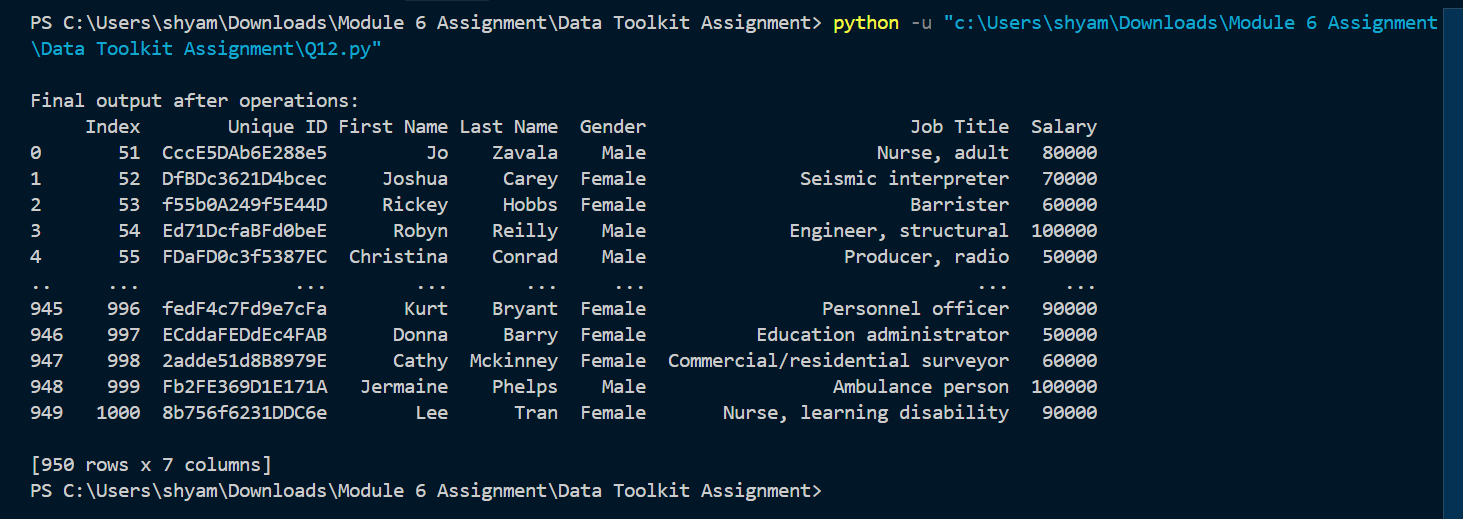 PS C:\Users\shyam\Downloads\Module 6 Assignment\Data Toolkit Assignment> python -u "c:\Users\shyam\Downloads\Module 6 Assignment
\Data Toolkit Assignment\Q12.py"
Final output after operations:
     Index         Unique ID First Name Last Name  Gender                        Job Title  Salary
0       51  CccE5DAb6E288e5         Jo    Zavala    Male                     Nurse, adult   80000
1       52  DfBDc3621D4bcec     Joshua     Carey  Female              Seismic interpreter   70000
2       53  f55b0A249f5E44D     Rickey     Hobbs  Female                        Barrister   60000
3       54  Ed71DcfaBFd0beE      Robyn    Reilly    Male             Engineer, structural  100000
4       55  FDaFD0c3f5387EC  Christina    Conrad    Male                  Producer, radio   50000
..     ...              ...        ...       ...     ...                              ...     ...
945    996  fedF4c7Fd9e7cFa       Kurt    Bryant  Female                Personnel officer   90000
946    997  ECddaFEDdEc4FAB      Donna     Barry  Female          Education administrator   50000
947    998  2adde51d8B8979E      Cathy  Mckinney  Female  Commercial/residential surveyor   60000
948    999  Fb2FE369D1E171A   Jermaine    Phelps    Male                 Ambulance person  100000
949   1000  8b756f6231DDC6e        Lee      Tran  Female       Nurse, learning disability   90000
[950 rows x 7 columns]
PS C:\Users\shyam\Downloads\Module 6 Assignment\Data Toolkit Assignment>